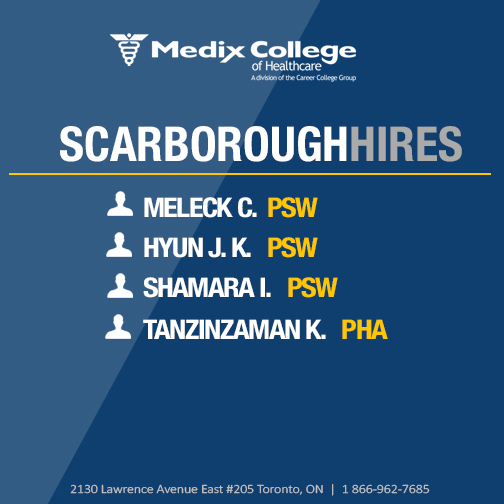 Medix College
of Healthcare
A division of the Career College Group
SCARBOROUGHHIRES
MELECK C. PSW
HYUN J. K. PSW
SHAMARA I. PSW
TANZINZAMAN K. PHA
2130 Lawrence Avenue East #205 Toronto, ON | 1 866-962-7685